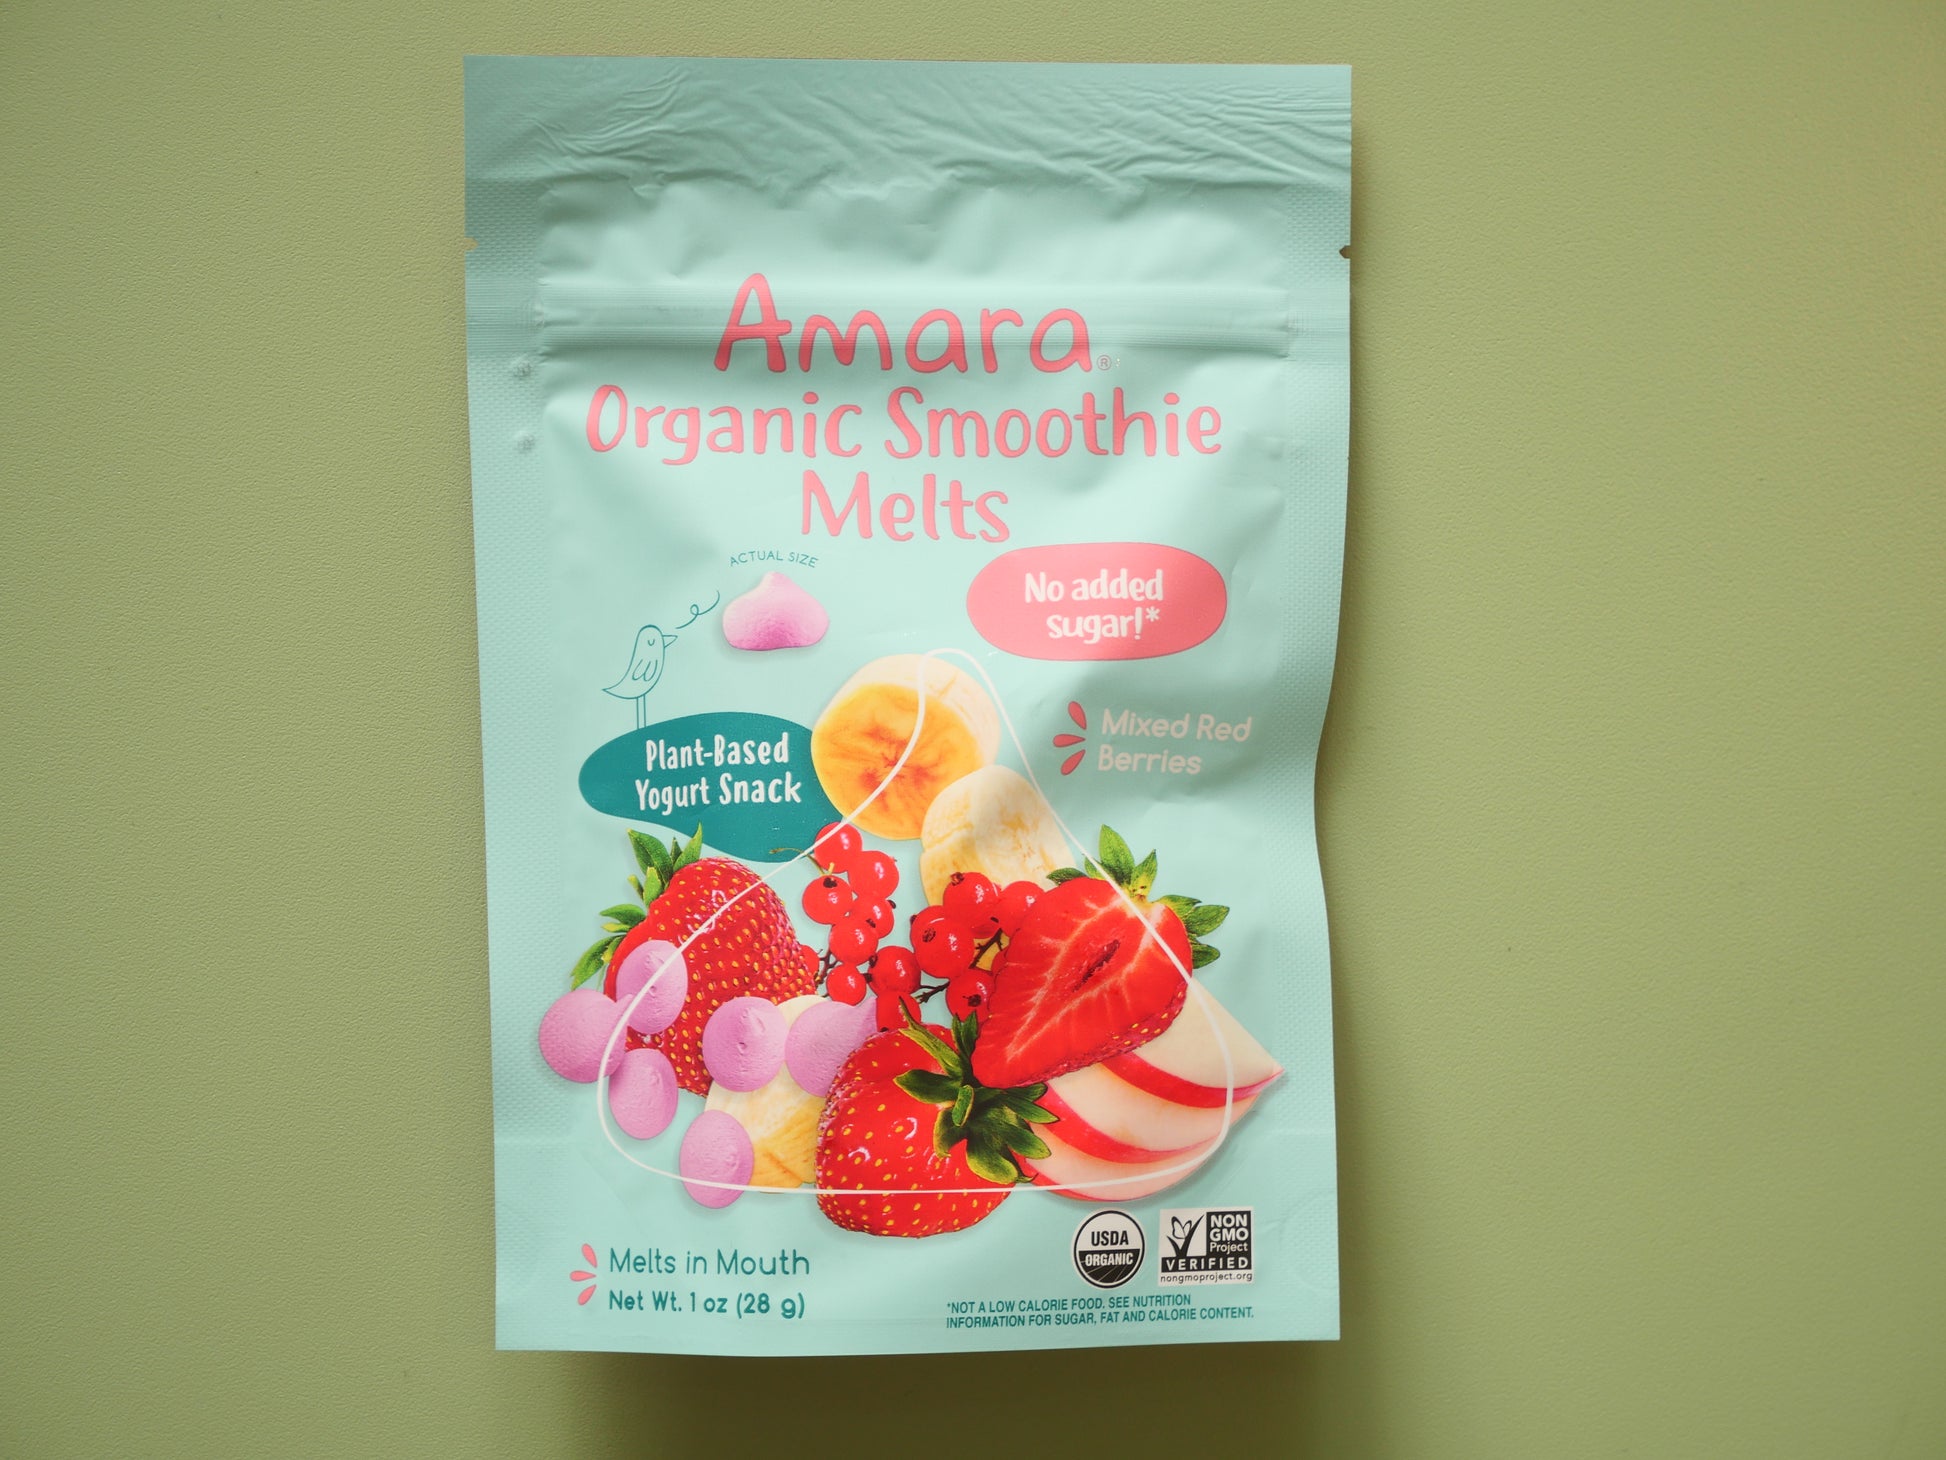 Amara®
Organic Smoothie
Melts
ACTUAL SIZE
No added
sugar!*
Plant-Based
Yogurt Snack
Mixed Red
Berries
Melts in Mouth
Net Wt. 1 oz (28 g)
USDA
ORGANIC
NON
GMO
Project
VERIFIED
nongmoproject.org
*NOT A LOW CALORIE FOOD. SEE NUTRITION
INFORMATION FOR SUGAR, FAT AND CALORIE CONTENT.